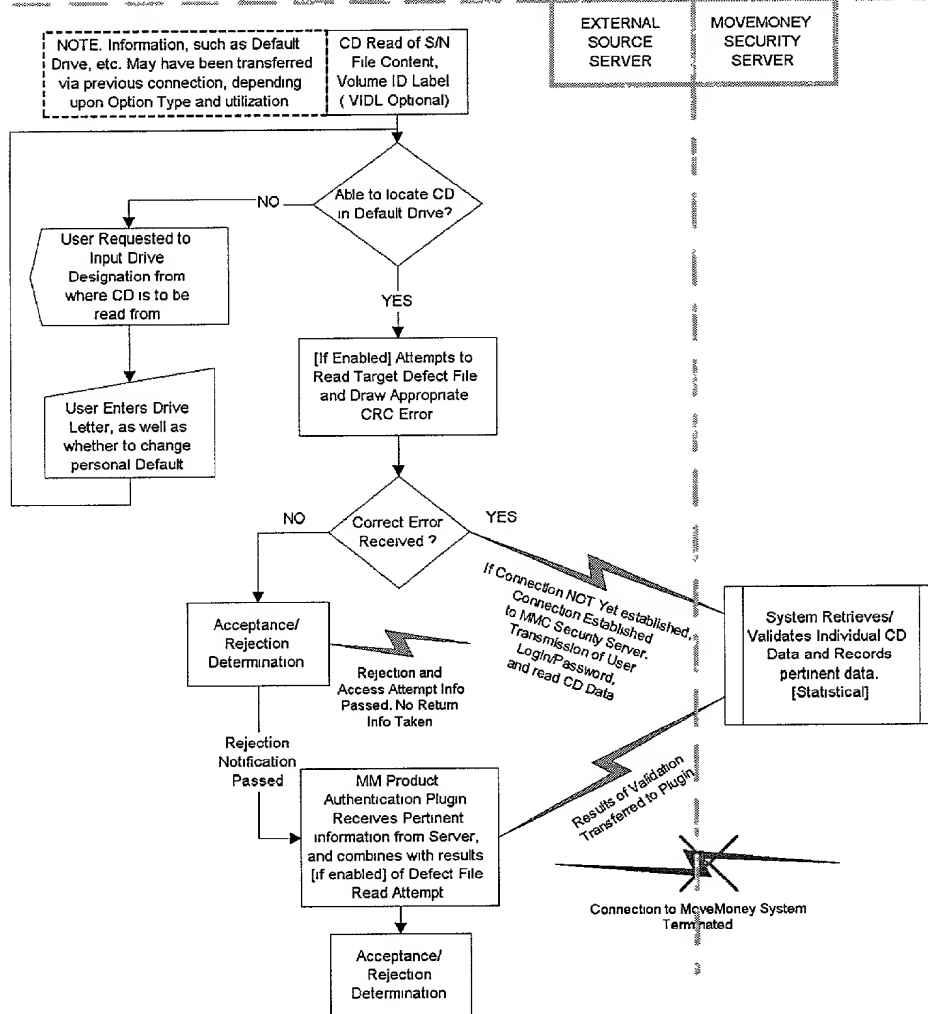 EXTERNAL
SOURCE
SERVER
MOVEMONEY
SECURITY
SERVER
NOTE. Information, such as Default
Drive, etc. May have been transferred
via previous connection, depending
upon Option Type and utilization
CD Read of S/N
File Content,
Volume ID Label
( VIDL Optional)
Able to locate CD
in Default Drive?
NO
YES
User Requested to
Input Drive
Designation from
where CD is to be
read from
User Enters Drive
Letter, as well as
whether to change
personal Default
[If Enabled] Attempts to
Read Target Defect File
and Draw Appropriate
CRC Error
Correct Error
Received ?
NO
YES
If Connection NOT Yet established,
Connection Established
to MMC Security Server.
Transmission of User
Login/Password,
and read CD Data
System Retrieves/
Validates Individual CD
Data and Records
pertinent data.
[Statistical]
Acceptance/
Rejection
Determination
Rejection and
Access Attempt Info
Passed. No Return
Info Taken
Rejection
Notification
Passed
MM Product
Authentication Plugin
Receives Pertinent
information from Server,
and combines with results
[if enabled] of Defect File
Read Attempt
Results of Validation
Transferred to Plugin
Connection to MoveMoney System
Terminated
Acceptance/
Rejection
Determination